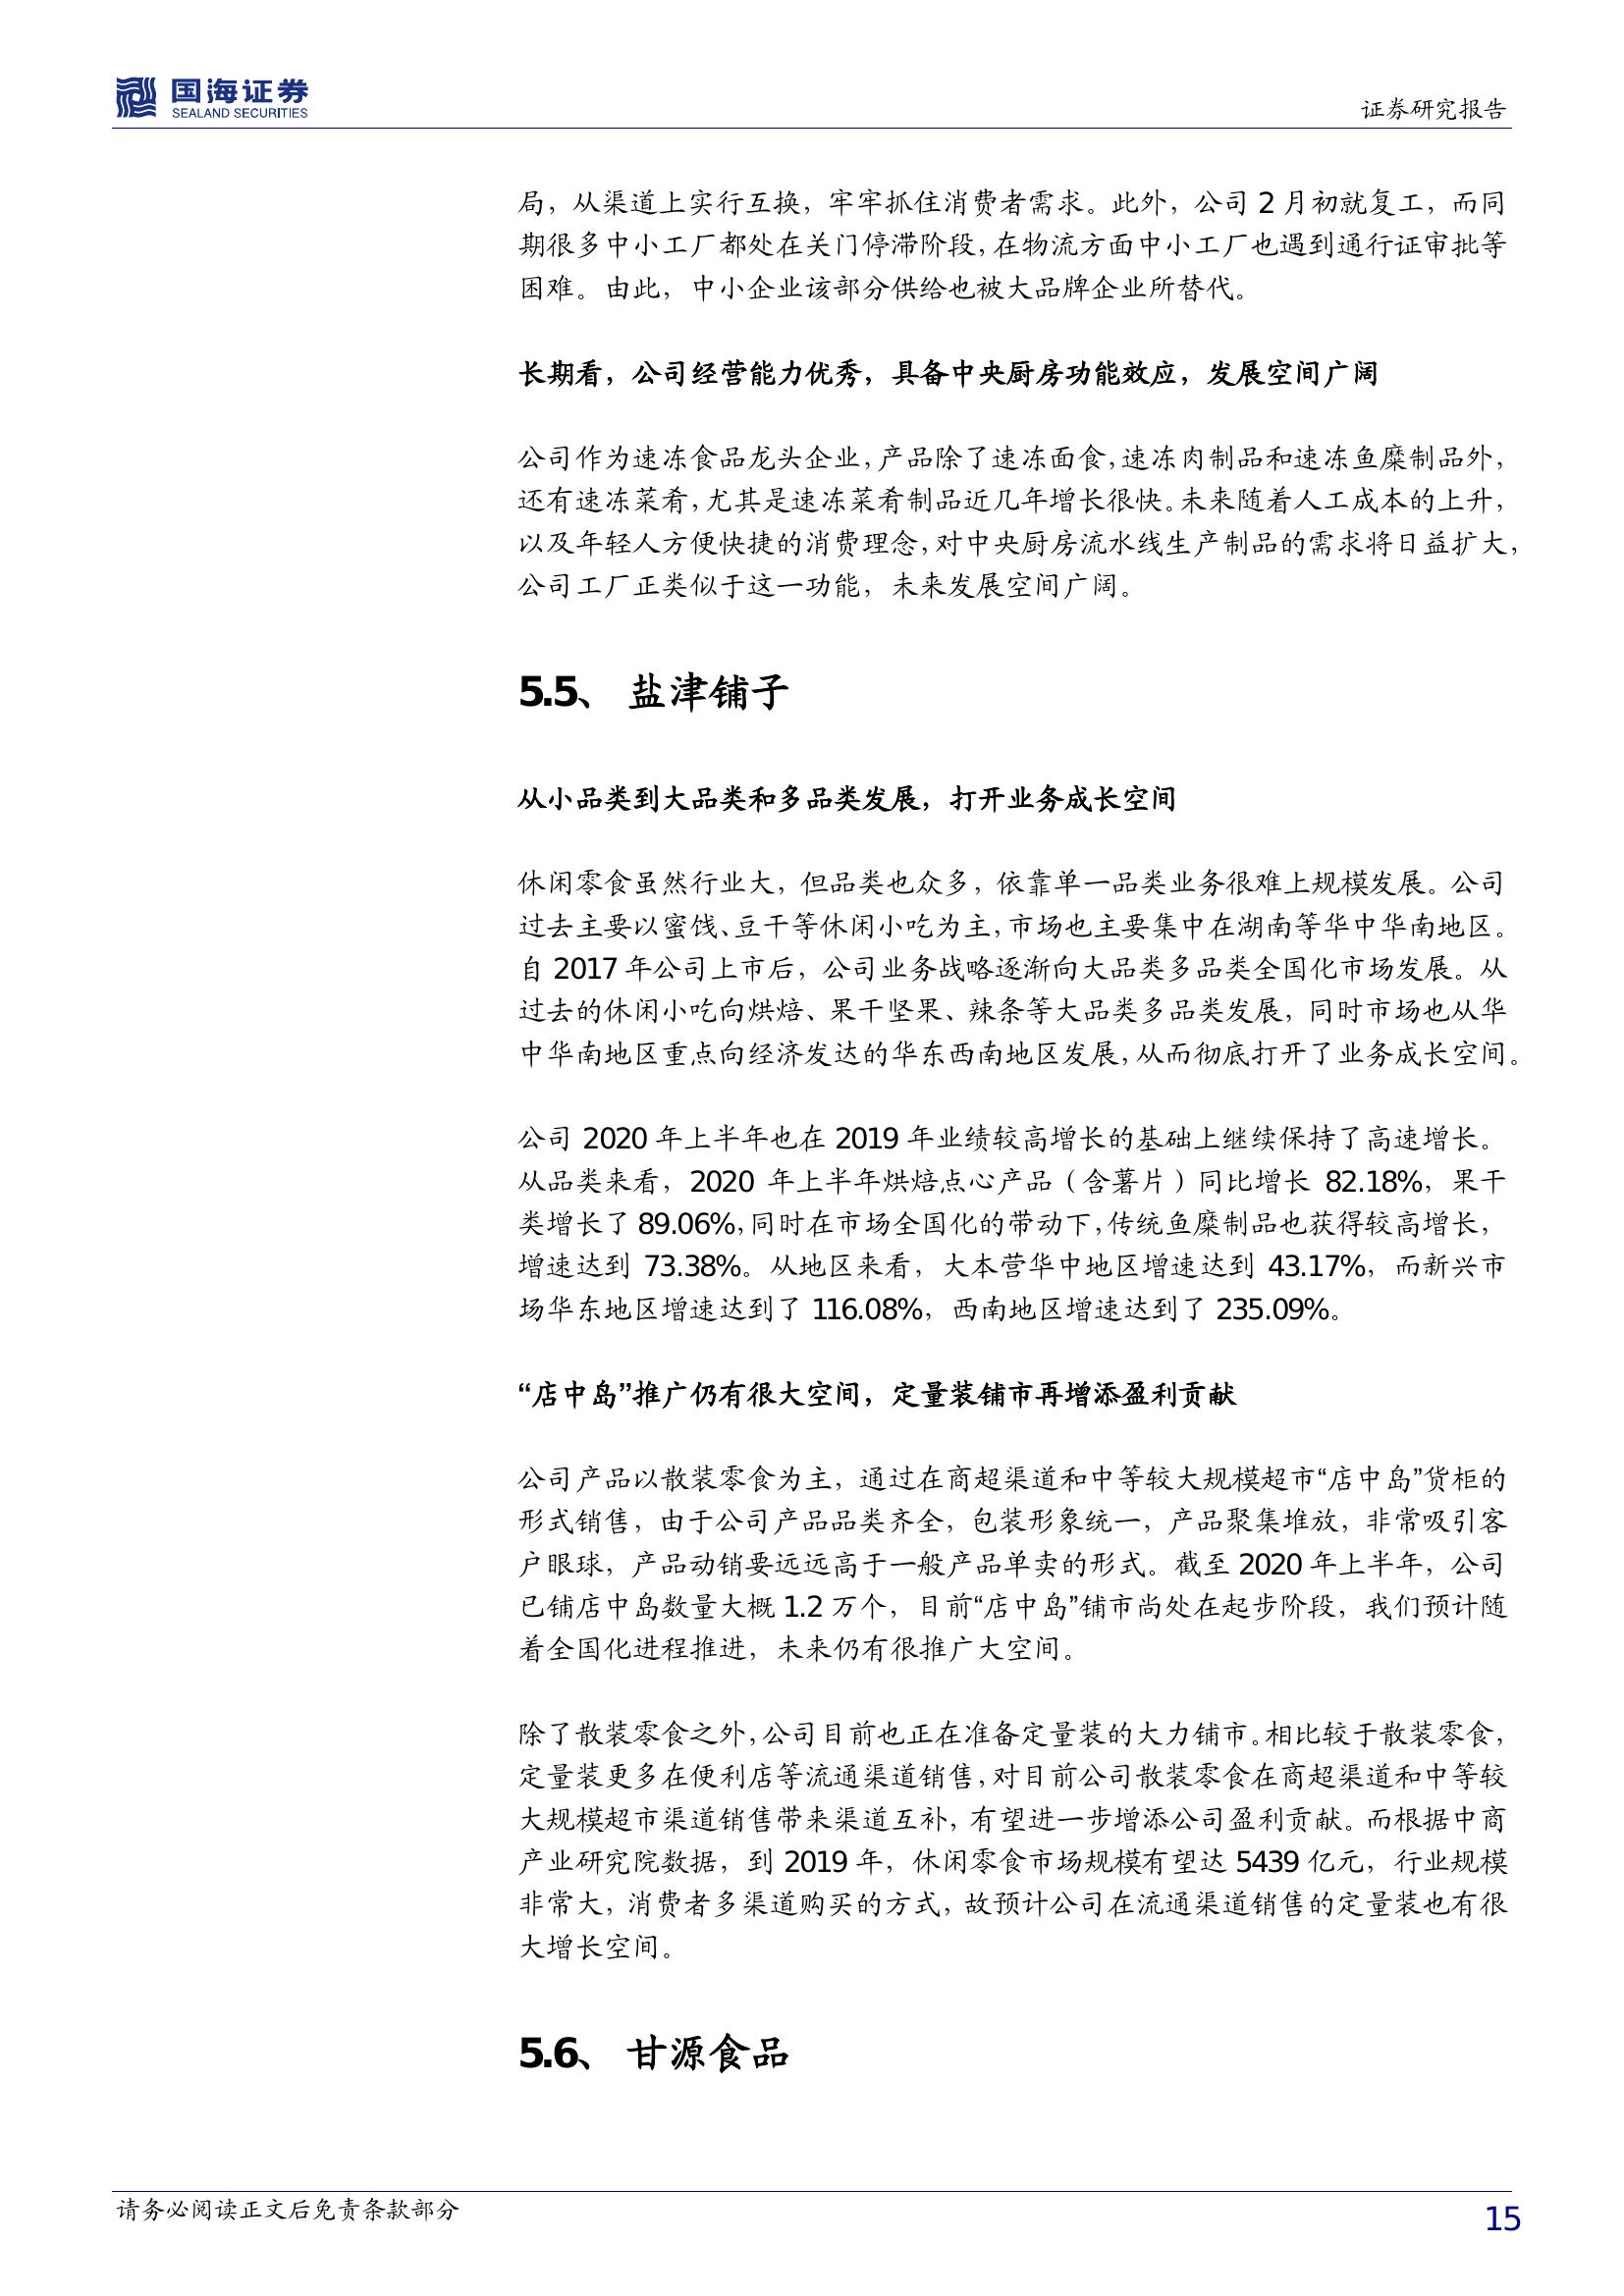 国海证券
SEALAND SECURITIES
证券研究报告
局，从渠道上实行互换，牢牢抓住消费者需求。此外，公司 2 月初就复工，而同
期很多中小工厂都处在关门停滞阶段，在物流方面中小工厂也遇到通行证审批等
困难。由此，中小企业该部分供给也被大品牌企业所替代。
长期看，公司经营能力优秀，具备中央厨房功能效应，发展空间广阔
公司作为速冻食品龙头企业，产品除了速冻面食，速冻肉制品和速冻鱼糜制品外，
还有速冻菜肴，尤其是速冻菜肴制品近几年增长很快。未来随着人工成本的上升，
以及年轻人方便快捷的消费理念，对中央厨房流水线生产制品的需求将日益扩大，
公司工厂正类似于这一功能，未来发展空间广阔。
5.5、 盐津铺子
从小品类到大品类和多品类发展，打开业务成长空间
休闲零食虽然行业大，但品类也众多，依靠单一品类业务很难上规模发展。公司
过去主要以蜜饯、豆干等休闲小吃为主，市场也主要集中在湖南等华中华南地区。
自 2017 年公司上市后，公司业务战略逐渐向大品类多品类全国化市场发展。从
过去的休闲小吃向烘焙、果干坚果、辣条等大品类多品类发展，同时市场也从华
中华南地区重点向经济发达的华东西南地区发展，从而彻底打开了业务成长空间。
公司 2020 年上半年也在 2019 年业绩较高增长的基础上继续保持了高速增长。
从品类来看，2020 年上半年烘焙点心产品（含薯片）同比增长 82.18%，果干
类增长了 89.06%，同时在市场全国化的带动下，传统鱼糜制品也获得较高增长，
增速达到 73.38%。从地区来看，大本营华中地区增速达到 43.17%，而新兴市
场华东地区增速达到了 116.08%，西南地区增速达到了 235.09%。
“店中岛”推广仍有很大空间，定量装铺市再增添盈利贡献
公司产品以散装零食为主，通过在商超渠道和中等较大规模超市“店中岛”货柜的
形式销售，由于公司产品品类齐全，包装形象统一，产品聚集堆放，非常吸引客
户眼球，产品动销要远远高于一般产品单卖的形式。截至 2020 年上半年，公司
已铺店中岛数量大概 1.2 万个，目前“店中岛”铺市尚处在起步阶段，我们预计随
着全国化进程推进，未来仍有很推广大空间。
除了散装零食之外，公司目前也正在准备定量装的大力铺市。相比较于散装零食，
定量装更多在便利店等流通渠道销售，对目前公司散装零食在商超渠道和中等较
大规模超市渠道销售带来渠道互补，有望进一步增添公司盈利贡献。而根据中商
产业研究院数据，到 2019 年，休闲零食市场规模有望达 5439 亿元，行业规模
非常大，消费者多渠道购买的方式，故预计公司在流通渠道销售的定量装也有很
大增长空间。
5.6、 甘源食品
请务必阅读正文后免责条款部分
15